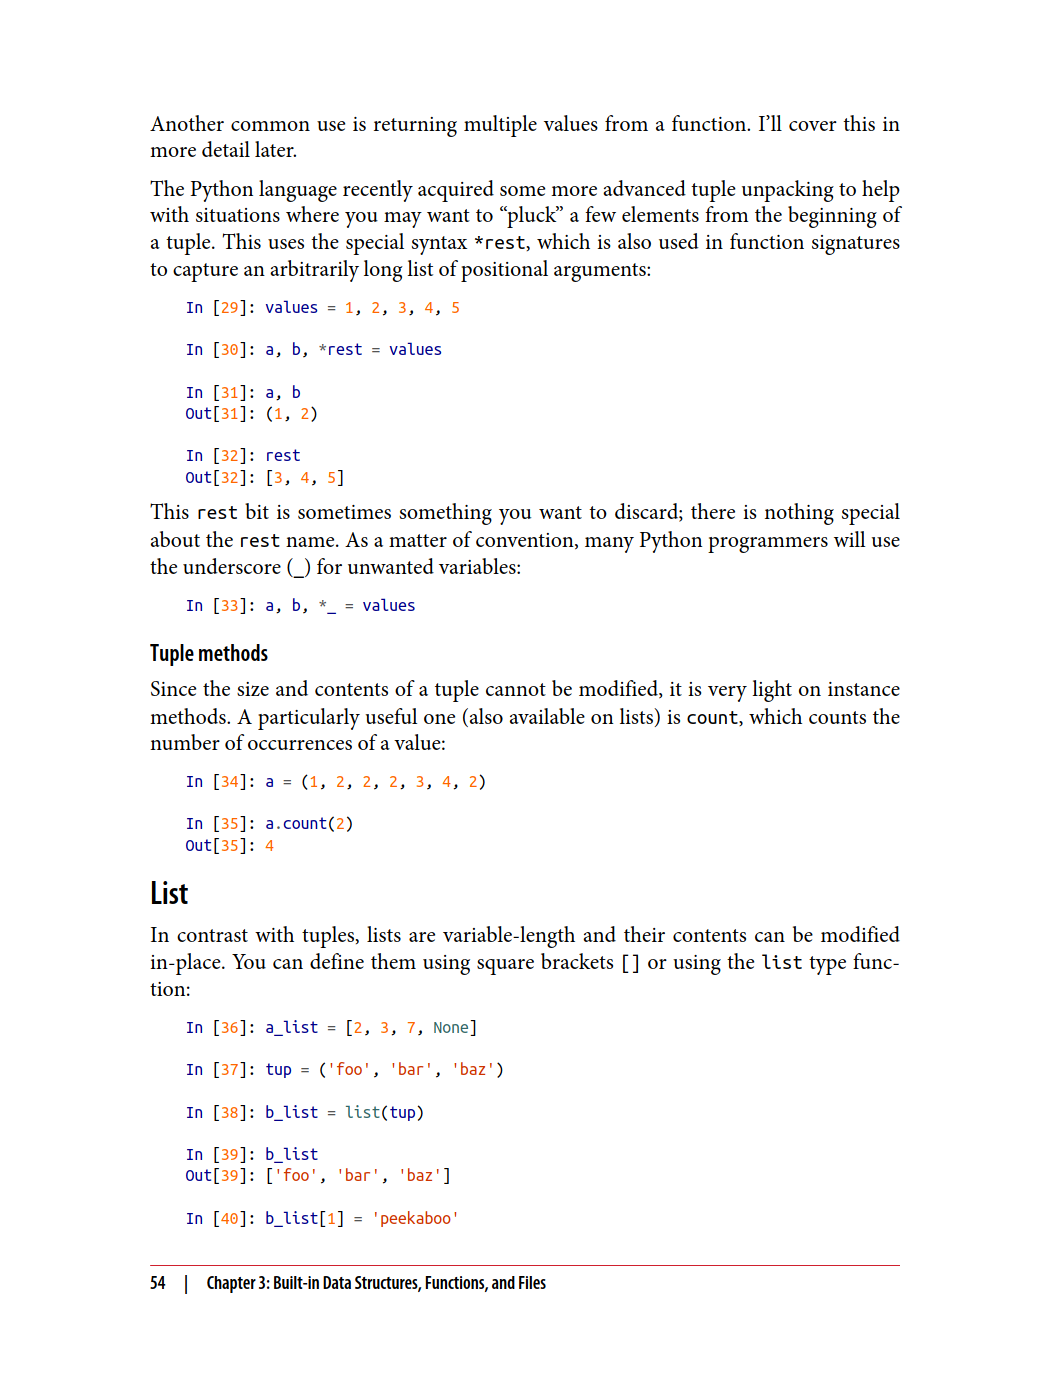 Another common use is returning multiple values from a function. I’ll cover this in
more detail later.
The Python language recently acquired some more advanced tuple unpacking to help
with situations where you may want to “pluck” a few elements from the beginning of
a tuple. This uses the special syntax *rest, which is also used in function signatures
to capture an arbitrarily long list of positional arguments:
In [29]: values = 1, 2, 3, 4, 5
In [30]: a, b, *rest = values
In [31]: a, b
Out[31]: (1, 2)
In [32]: rest
Out[32]: [3, 4, 5]
This rest bit is sometimes something you want to discard; there is nothing special
about the rest name. As a matter of convention, many Python programmers will use
the underscore (_) for unwanted variables:
In [33]: a, b, *_ = values
Tuple methods
Since the size and contents of a tuple cannot be modified, it is very light on instance
methods. A particularly useful one (also available on lists) is count, which counts the
number of occurrences of a value:
In [34]: a = (1, 2, 2, 2, 3, 4, 2)
In [35]: a.count(2)
Out[35]: 4
List
In contrast with tuples, lists are variable-length and their contents can be modified
in-place. You can define them using square brackets [] or using the list type func-
tion:
In [36]: a_list = [2, 3, 7, None]
In [37]: tup = ('foo', 'bar', 'baz')
In [38]: b_list = list(tup)
In [39]: b_list
Out[39]: ['foo', 'bar', 'baz']
In [40]: b_list[1] = 'peekaboo'
54 | Chapter 3: Built-in Data Structures, Functions, and Files